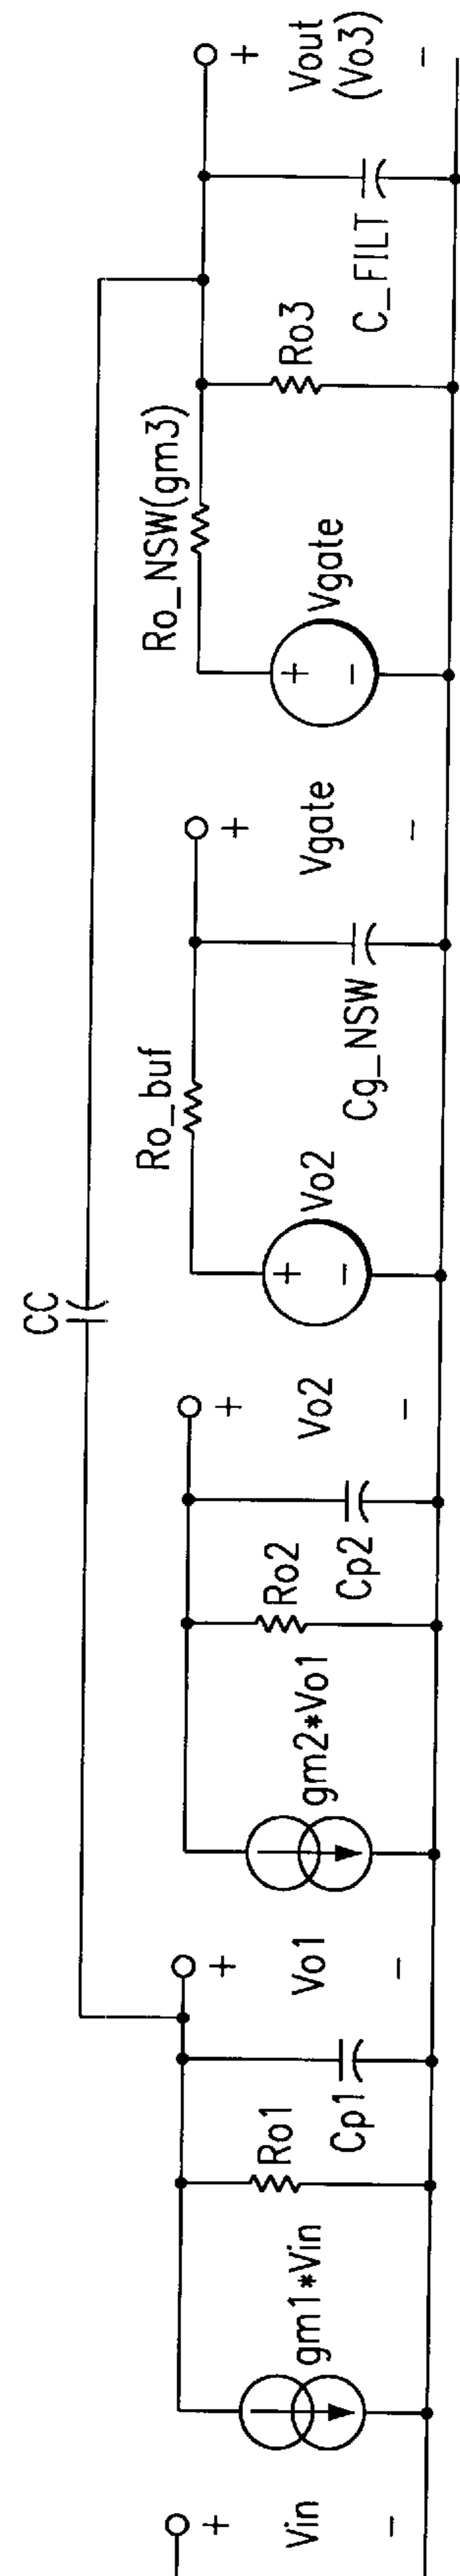 CC
Vin
+
-
gm1*Vin
Ro1
Cp1
+
Vo1
-
gm2*Vo1
Ro2
Cp2
+
Vo2
-
+
-
Vo2
Ro_buf
Cg_NSW
+
Vgate
-
+
-
Vgate
Ro_NSW(gm3)
Ro3
C_FILT
+
Vout
(Vo3)
-